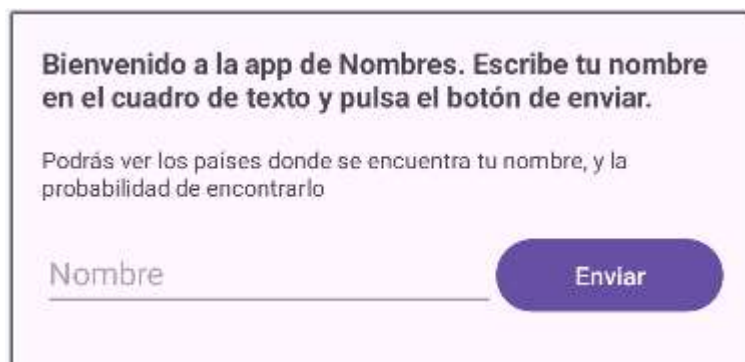 Bienvenido a la app de Nombres. Escribe tu nombre
en el cuadro de texto y pulsa el botón de enviar.
Podrás ver los países donde se encuentra tu nombre, y la
probabilidad de encontrarlo
Nombre Enviar